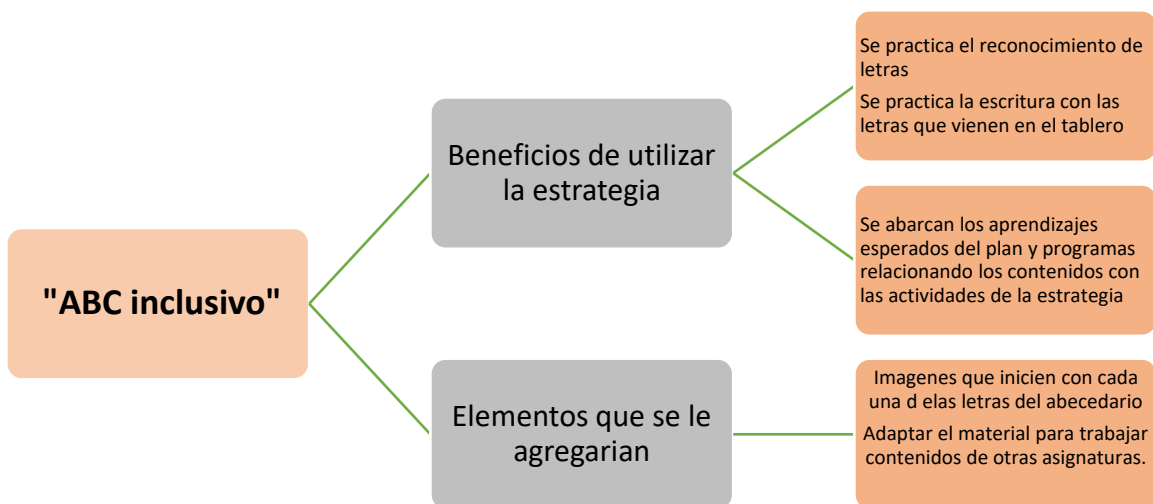 "ABC inclusivo"
Beneficios de utilizar
la estrategia
Se practica el reconocimiento de
letras
Se practica la escritura con las
letras que vienen en el tablero
Se abarcan los aprendizajes
esperados del plan y programas
relacionando los contenidos con
las actividades de la estrategia
Elementos que se le
agregarian
Imagenes que inicien con cada
una d elas letras del abecedario
Adaptar el material para trabajar
contenidos de otras asignaturas.